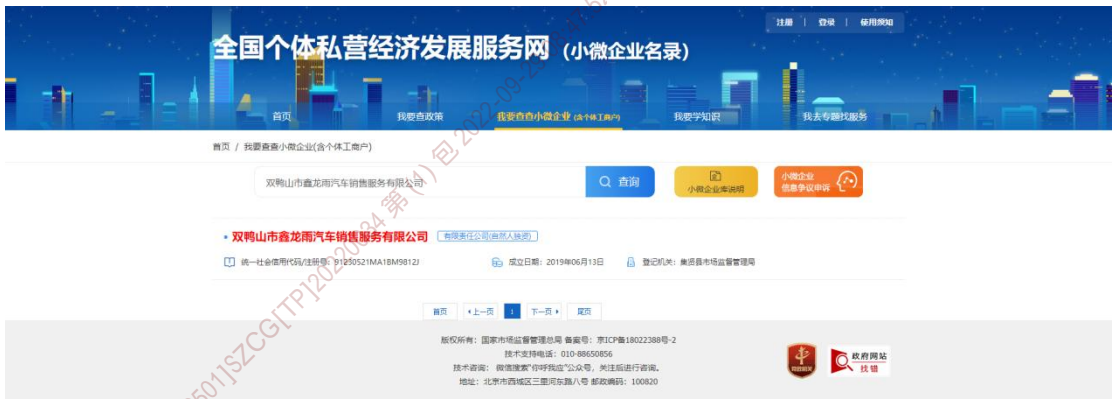 注册 | 登录 | 使用须知
全国个体私营经济发展服务网 (小微企业名录)
首页 我要查政策 我要查查小微企业 (含个体工商户) 我要学知识 我去专题找服务
首页 / 我要查查小微企业(含个体工商户)
双鸭山市鑫龙雨汽车销售服务有限公司 查询 小微企业库说明 小微企业信息争议申诉
双鸭山市鑫龙雨汽车销售服务有限公司 有限责任公司(自然人独资)
统一社会信用代码/注册号: 91230521MA1BM9812J 成立日期: 2019年06月13日 登记机关: 集贤县市场监督管理局
首页 上一页 1 下一页 尾页
版权所有: 国家市场监督管理总局 备案号: 京ICP备18022388号-2
技术支持电话: 010-88650856
技术咨询: 微信搜索"你呼我应"公众号, 关注后进行咨询。
地址: 北京市西城区三里河东路八号 邮政编码: 100820
党政机关
政府网站
找错
501]SZCG[TP]20220034 第(1) 包 2022-09-2